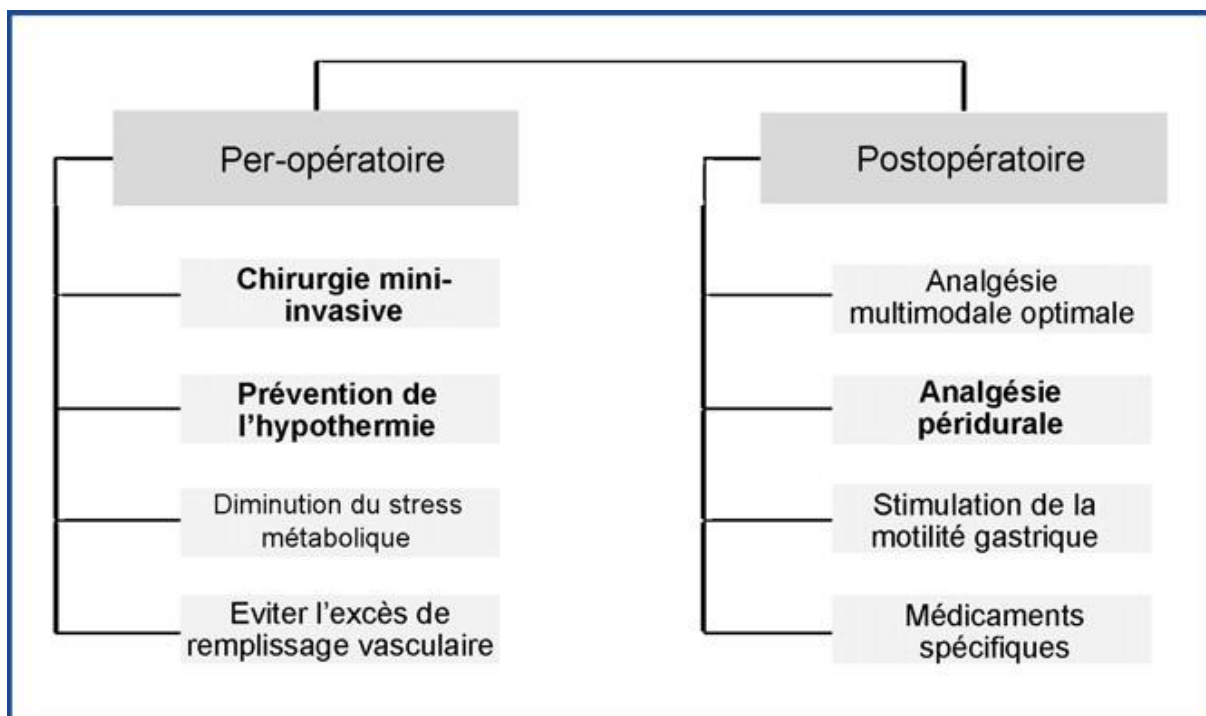 Per-opératoire
Chirurgie mini-
invasive
Prévention de
l'hypothermie
Diminution du stress
métabolique
Eviter l'excès de
remplissage vasculaire
Postopératoire
Analgésie
multimodale optimale
Analgésie
péridurale
Stimulation de la
motilité gastrique
Médicaments
spécifiques